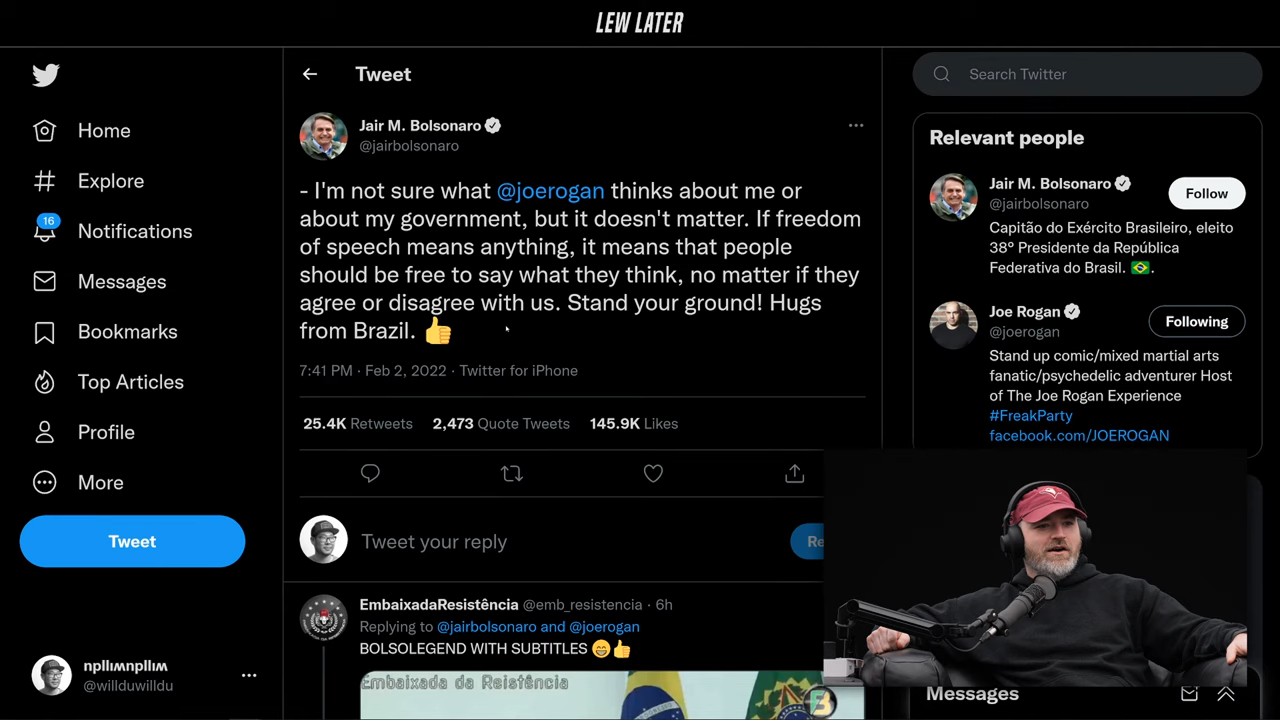 LEW LATER
Home
Explore
16
Notifications
Messages
Bookmarks
Top Articles
Profile
More
Tweet
npllımnpllım
@willduwilldu
Tweet
Jair M. Bolsonaro
@jairbolsonaro
- I'm not sure what @joerogan thinks about me or
about my government, but it doesn't matter. If freedom
of speech means anything, it means that people
should be free to say what they think, no matter if they
agree or disagree with us. Stand your ground! Hugs
from Brazil. 👍
7:41 PM · Feb 2, 2022 · Twitter for iPhone
25.4K Retweets 2,473 Quote Tweets 145.9K Likes
Tweet your reply
Re
EmbaixadaResistência @emb_resistencia · 6h
Replying to @jairbolsonaro and @joerogan
BOLSOLEGEND WITH SUBTITLES 😁👍
Embaixada da Reistência
Search Twitter
Relevant people
Jair M. Bolsonaro
@jairbolsonaro
Follow
Capitão do Exército Brasileiro, eleito
38° Presidente da República
Federativa do Brasil. 🇧🇷.
Joe Rogan
@joerogan
Following
Stand up comic/mixed martial arts
fanatic/psychedelic adventurer Host
of The Joe Rogan Experience
#FreakParty
facebook.com/JOEROGAN
Messages